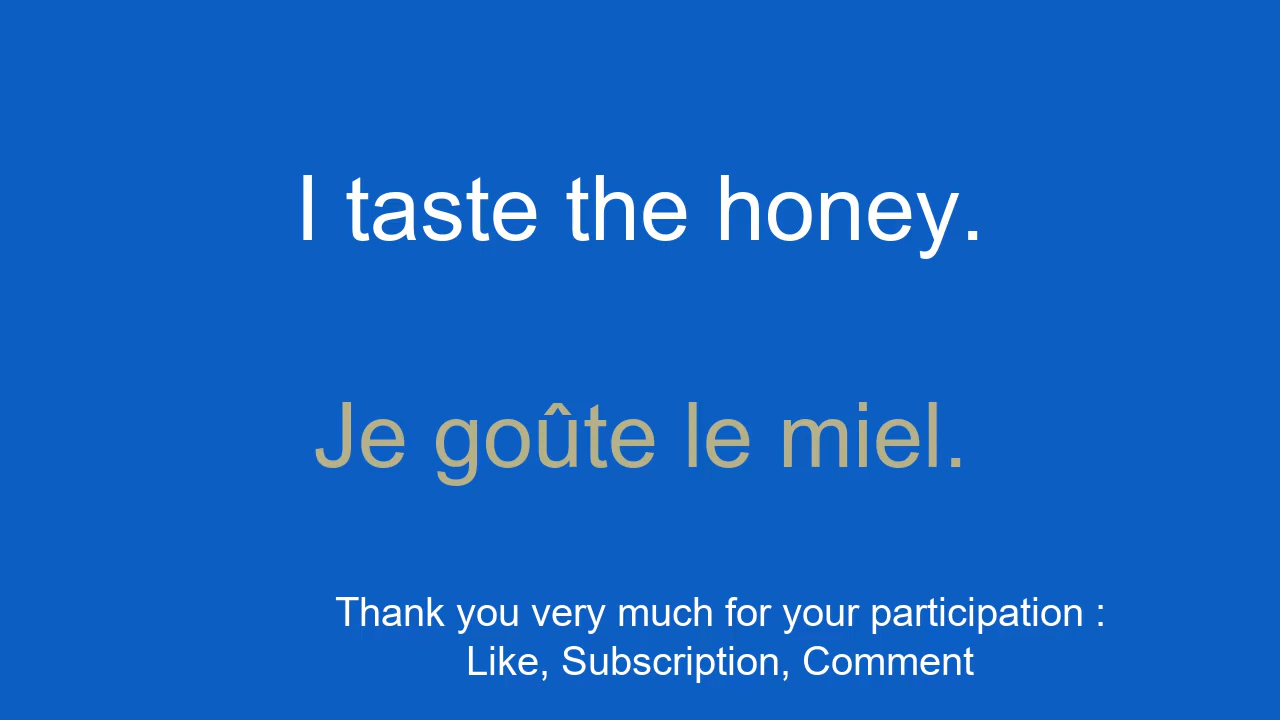 I taste the honey.
Je goûte le miel.
Thank you very much for your participation :
Like, Subscription, Comment